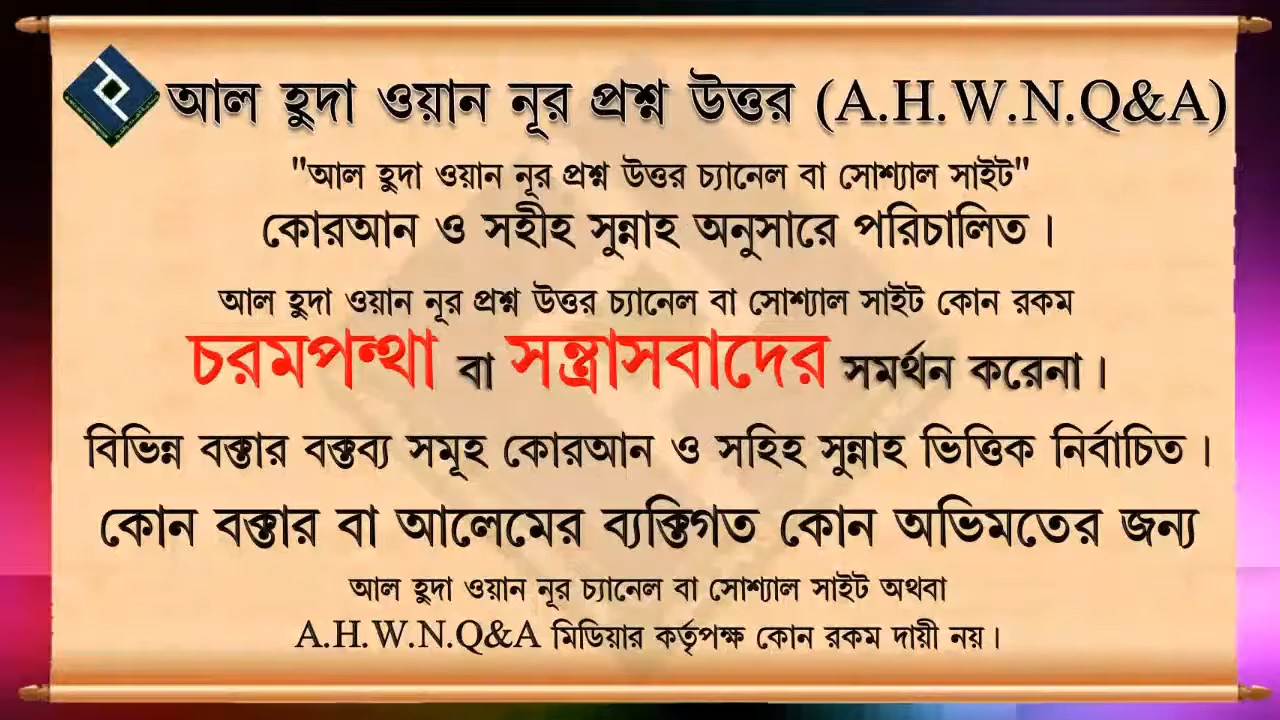 আল হুদা ওয়ান নূর প্রশ্ন উত্তর (A.H.W.N.Q&A)
"আল হুদা ওয়ান নূর প্রশ্ন উত্তর চ্যানেল বা সোশ্যাল সাইট"
কোরআন ও সহীহ সুন্নাহ অনুসারে পরিচালিত ।
আল হুদা ওয়ান নূর প্রশ্ন উত্তর চ্যানেল বা সোশ্যাল সাইট কোন রকম
চরমপন্থা বা সন্ত্রাসবাদের সমর্থন করেনা ।
বিভিন্ন বক্তার বক্তব্য সমূহ কোরআন ও সহিহ সুন্নাহ ভিত্তিক নির্বাচিত ।
কোন বক্তার বা আলেমের ব্যক্তিগত কোন অভিমতের জন্য
আল হুদা ওয়ান নূর চ্যানেল বা সোশ্যাল সাইট অথবা
A.H.W.N.Q&A মিডিয়ার কর্তৃপক্ষ কোন রকম দায়ী নয় ।